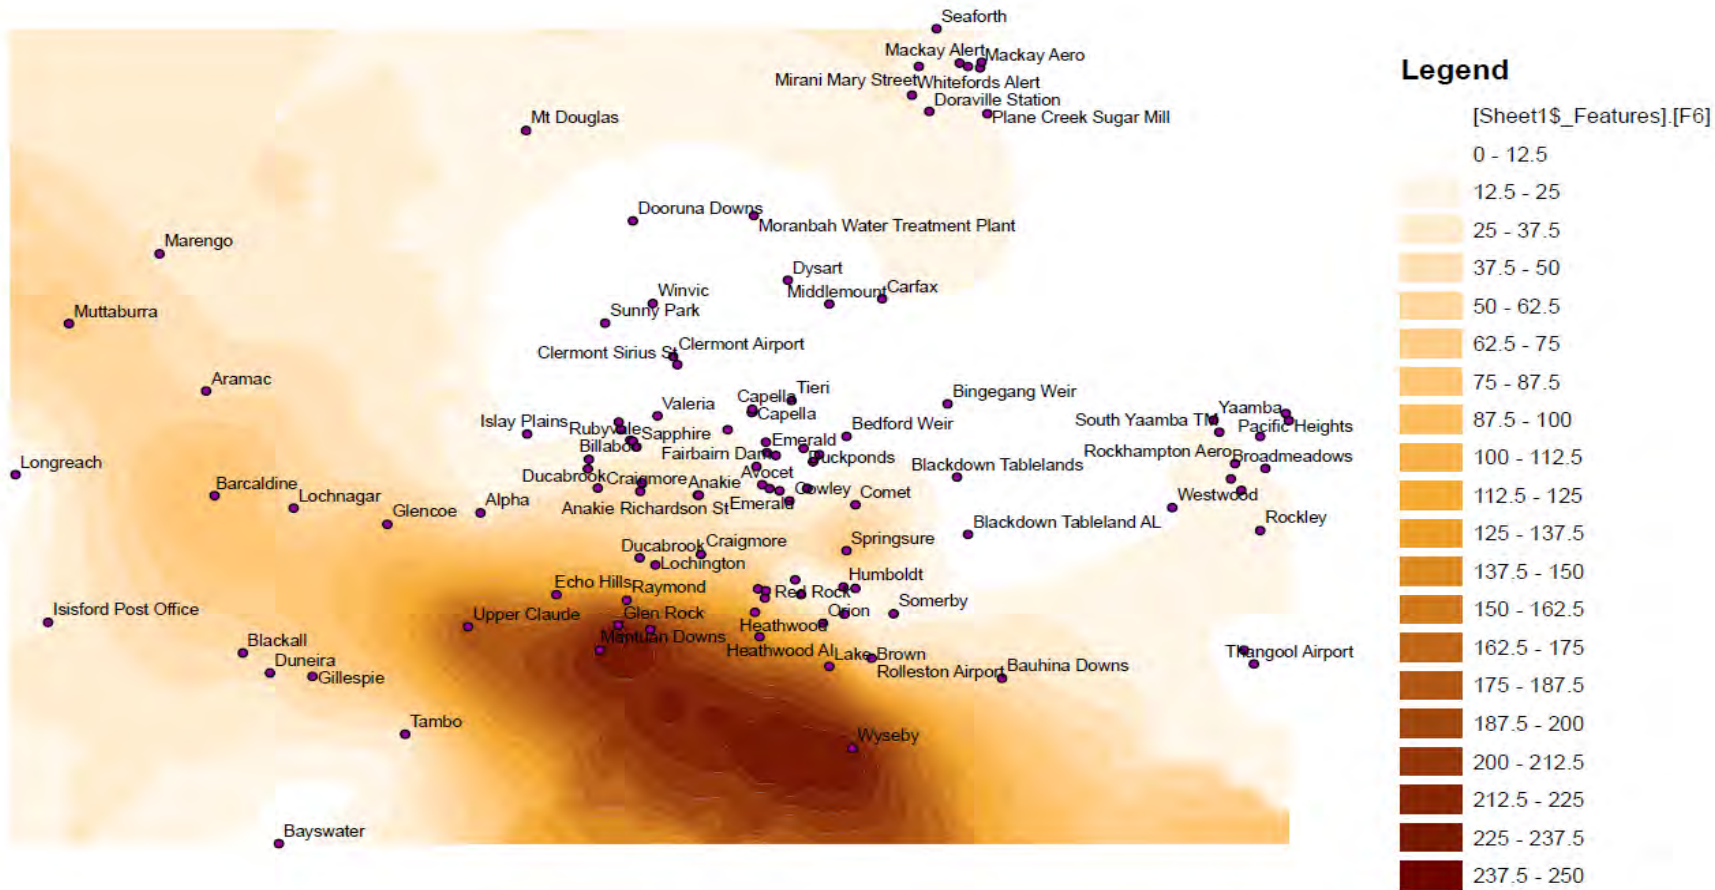 Seaforth
Mackay Alert
Mackay Aero
Mirani Mary Street
Whitefords Alert
Doraville Station
Plane Creek Sugar Mill
Mt Douglas
Dooruna Downs
Moranbah Water Treatment Plant
Marengo
Dysart
Middlemount
Carfax
Winvic
Sunny Park
Muttaburra
Clermont Airport
Clermont Sirius St
Aramac
Tieri
Capella
Capella
Bingegang Weir
Valeria
Islay Plains
Rubyvale
Sapphire
Billaboo
Emerald
Bedford Weir
Fairbairn Dam
Duckponds
South Yaamba TM
Yaamba
Pacific Heights
Rockhampton Aero
Broadmeadows
Longreach
Barcaldine
Lochnagar
Glencoe
Alpha
Ducabrook
Craigmore
Anakie
Avocet
Cowley
Comet
Blackdown Tablelands
Westwood
Anakie Richardson St
Emerald
Blackdown Tableland AL
Rockley
Ducabrook
Craigmore
Lochington
Springsure
Echo Hills
Raymond
Red Rock
Humboldt
Isisford Post Office
Upper Claude
Glen Rock
Heathwood
Orion
Somerby
Mantuan Downs
Heathwood Al
Lake Brown
Rolleston Airport
Bauhina Downs
Thangool Airport
Blackall
Duneira
Gillespie
Tambo
Wyseby
Bayswater
Legend
[Sheet1$_Features].[F6]
0 - 12.5
12.5 - 25
25 - 37.5
37.5 - 50
50 - 62.5
62.5 - 75
75 - 87.5
87.5 - 100
100 - 112.5
112.5 - 125
125 - 137.5
137.5 - 150
150 - 162.5
162.5 - 175
175 - 187.5
187.5 - 200
200 - 212.5
212.5 - 225
225 - 237.5
237.5 - 250